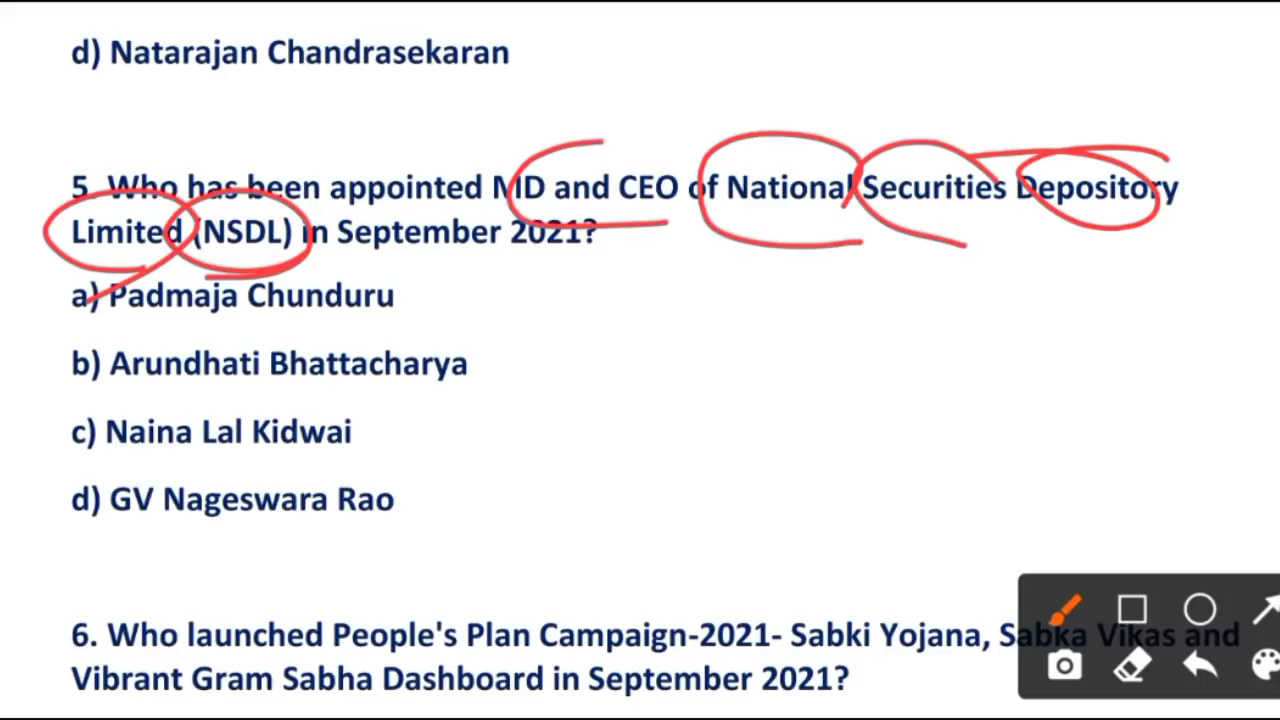 d) Natarajan Chandrasekaran
5. Who has been appointed MD and CEO of National Securities Depository
Limited (NSDL) in September 2021?
a) Padmaja Chunduru
b) Arundhati Bhattacharya
c) Naina Lal Kidwai
d) GV Nageswara Rao
6. Who launched People's Plan Campaign-2021- Sabki Yojana, Sabka Vikas and
Vibrant Gram Sabha Dashboard in September 2021?